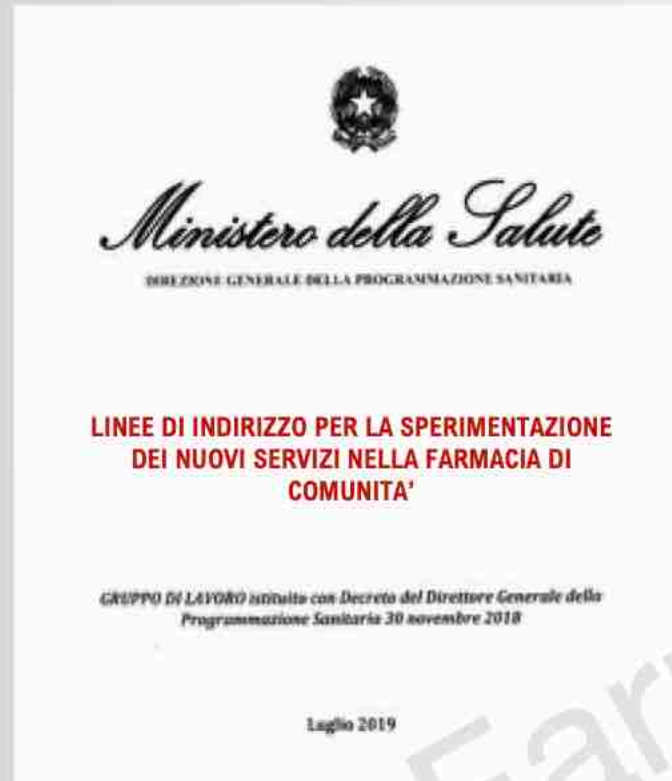 Ministero della Salute
DIREZIONE GENERALE DELLA PROGRAMMAZIONE SANITARIA
LINEE DI INDIRIZZO PER LA SPERIMENTAZIONE
DEI NUOVI SERVIZI NELLA FARMACIA DI
COMUNITA’
GRUPPO DI LAVORO istituito con Decreto del Direttore Generale della
Programmazione Sanitaria 30 novembre 2018
Luglio 2019
Far